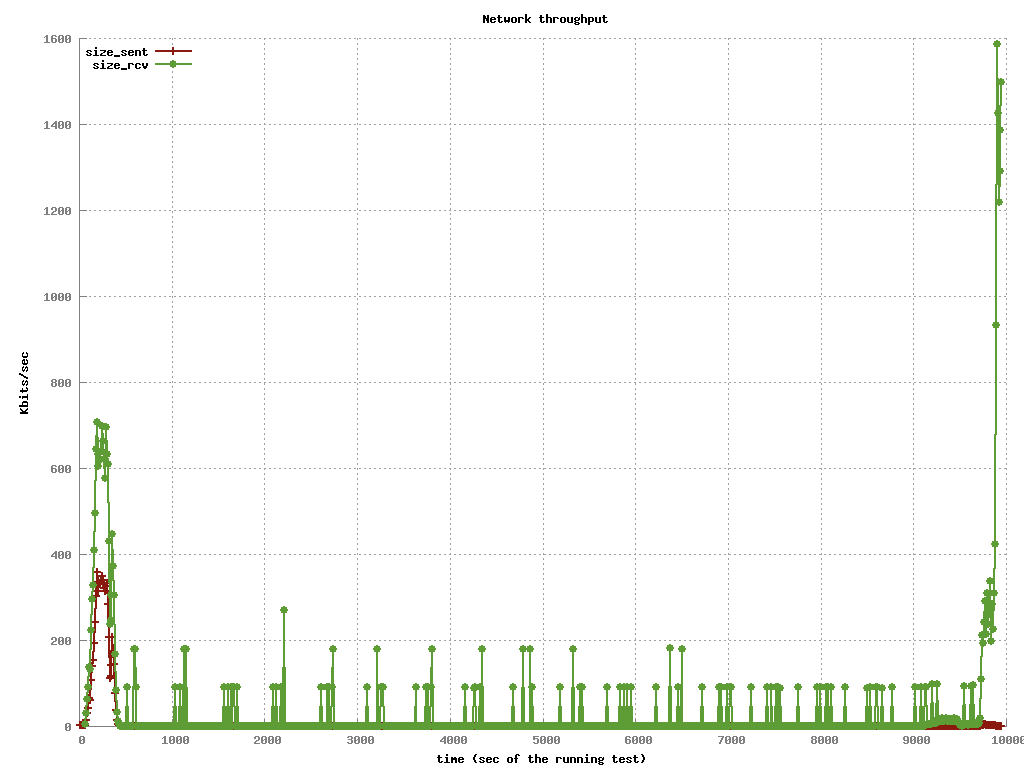 Network throughput
size_sent
size_rcv
1600
1400
1200
1000
800
600
400
200
0
Kbits/sec
0 1000 2000 3000 4000 5000 6000 7000 8000 9000 10000
time (sec of the running test)